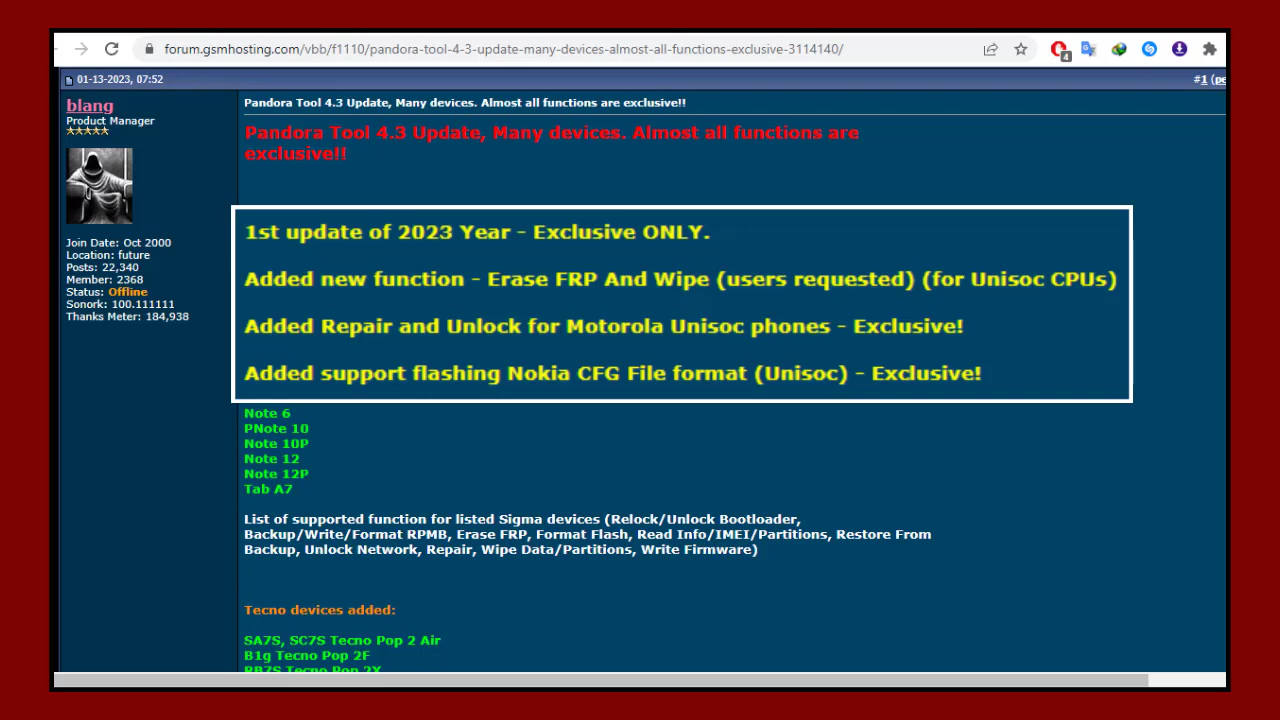 forum.gsmhosting.com/vbb/f1110/pandora-tool-4-3-update-many-devices-almost-all-functions-exclusive-3114140/
4
01-13-2023, 07:52
#1 (pe
blang
Product Manager
Join Date: Oct 2000
Location: future
Posts: 22,340
Member: 2368
Status: Offline
Sonork: 100.111111
Thanks Meter: 184,938
Pandora Tool 4.3 Update, Many devices. Almost all functions are exclusive!!
Pandora Tool 4.3 Update, Many devices. Almost all functions are
exclusive!!
1st update of 2023 Year - Exclusive ONLY.
Added new function - Erase FRP And Wipe (users requested) (for Unisoc CPUs)
Added Repair and Unlock for Motorola Unisoc phones - Exclusive!
Added support flashing Nokia CFG File format (Unisoc) - Exclusive!
Note 6
PNote 10
Note 10P
Note 12
Note 12P
Tab A7
List of supported function for listed Sigma devices (Relock/Unlock Bootloader,
Backup/Write/Format RPMB, Erase FRP, Format Flash, Read Info/IMEI/Partitions, Restore From
Backup, Unlock Network, Repair, Wipe Data/Partitions, Write Firmware)
Tecno devices added:
SA7S, SC7S Tecno Pop 2 Air
B1g Tecno Pop 2F
RB7S Tecno Pop 2X